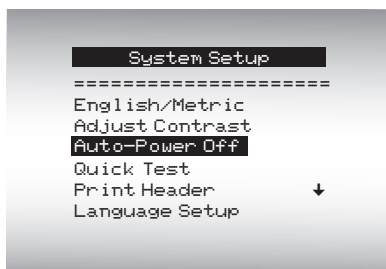 System Setup
=====================
English/Metric
Adjust Contrast
Auto-Power Off
Quick Test
Print Header ↓
Language Setup